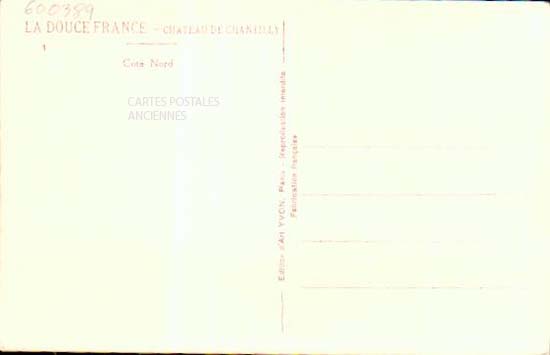 600389
LA DOUCE FRANCE - CHATEAU DE CHANTILLY
1
Côté Nord
CARTES POSTALES
ANCIENNES
Edition d'Art YVON, Paris - Reproduction interdite
Fabrication française